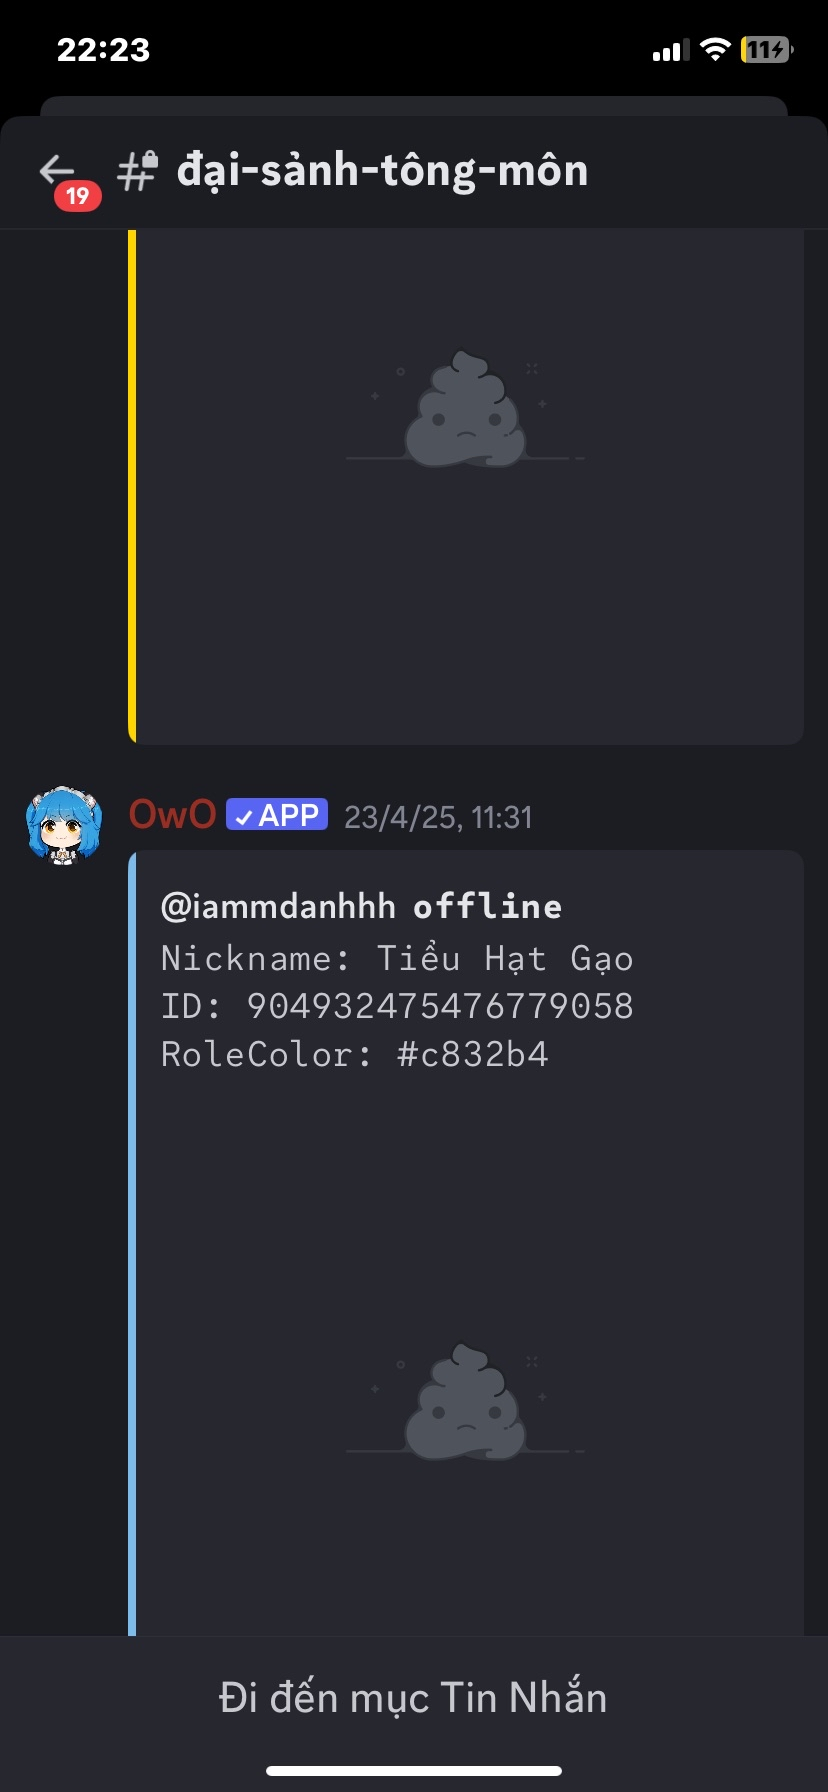 22:23
11
đại-sảnh-tông-môn
19
OwO APP 23/4/25, 11:31
@iammdanhhh offline
Nickname: Tiểu Hạt Gạo
ID: 904932475476779058
RoleColor: #c832b4
Đi đến mục Tin Nhắn